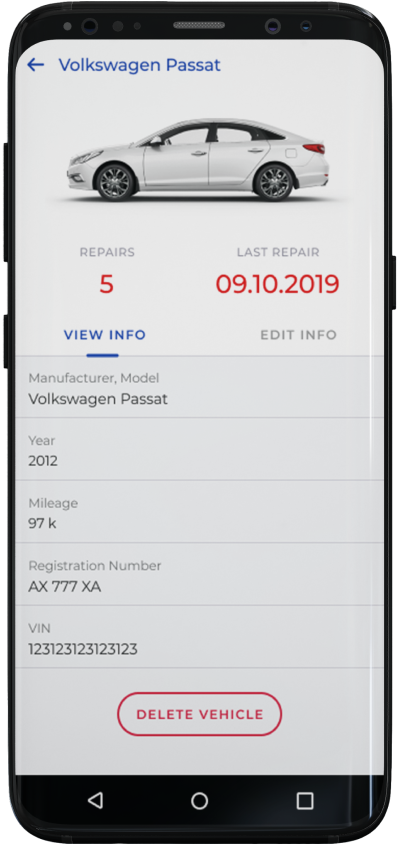 Volkswagen Passat
REPAIRS
LAST REPAIR
5
09.10.2019
VIEW INFO
EDIT INFO
Manufacturer, Model
Volkswagen Passat
Year
2012
Mileage
97 k
Registration Number
AX 777 XA
VIN
123123123123123
DELETE VEHICLE